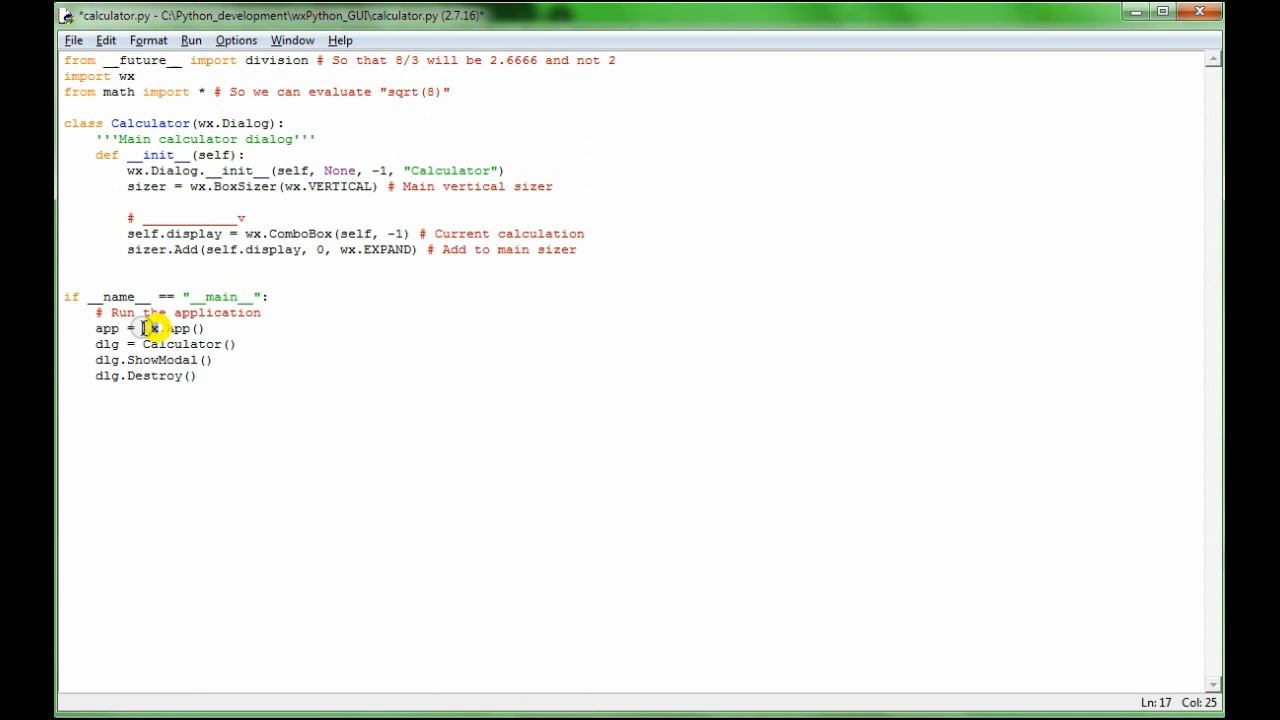 *calculator.py - C:\Python_development\wxPython_GUI\calculator.py (2.7.16)*
File Edit Format Run Options Window Help
from __future__ import division # So that 8/3 will be 2.6666 and not 2
import wx
from math import * # So we can evaluate "sqrt(8)"
class Calculator(wx.Dialog):
'''Main calculator dialog'''
def __init__(self):
wx.Dialog.__init__(self, None, -1, "Calculator")
sizer = wx.BoxSizer(wx.VERTICAL) # Main vertical sizer
# ____________v
self.display = wx.ComboBox(self, -1) # Current calculation
sizer.Add(self.display, 0, wx.EXPAND) # Add to main sizer
if __name__ == "__main__":
# Run the application
app = wx.App()
dlg = Calculator()
dlg.ShowModal()
dlg.Destroy()
Ln: 17 Col: 25